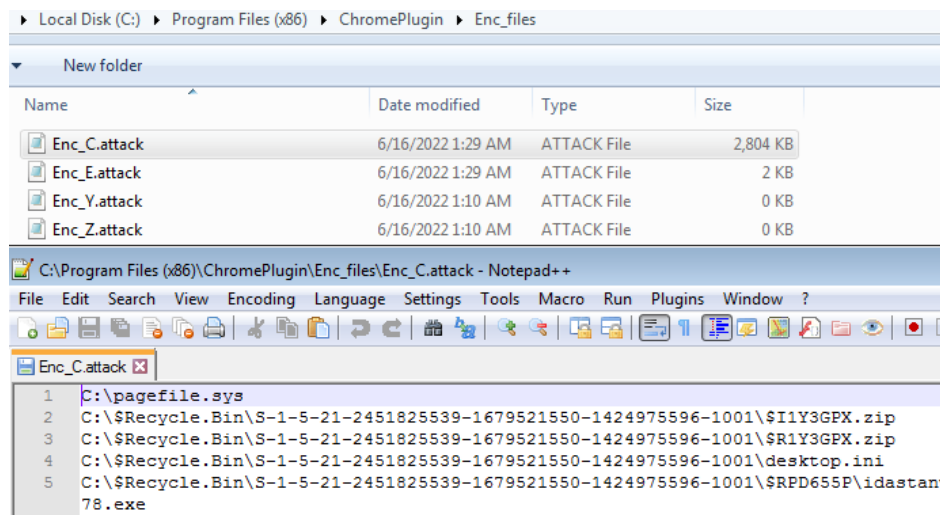 Local Disk (C:) Program Files (x86) ChromePlugin Enc_files
New folder
Name Date modified Type Size
Enc_C.attack 6/16/2022 1:29 AM ATTACK File 2,804 KB
Enc_E.attack 6/16/2022 1:29 AM ATTACK File 2 KB
Enc_Y.attack 6/16/2022 1:10 AM ATTACK File 0 KB
Enc_Z.attack 6/16/2022 1:10 AM ATTACK File 0 KB
C:\Program Files (x86)\ChromePlugin\Enc_files\Enc_C.attack - Notepad++
File Edit Search View Encoding Language Settings Tools Macro Run Plugins Window ?
Enc_C.attack
1 C:\pagefile.sys
2 C:\$Recycle.Bin\S-1-5-21-2451825539-1679521550-1424975596-1001\$I1Y3GPX.zip
3 C:\$Recycle.Bin\S-1-5-21-2451825539-1679521550-1424975596-1001\$R1Y3GPX.zip
4 C:\$Recycle.Bin\S-1-5-21-2451825539-1679521550-1424975596-1001\desktop.ini
5 C:\$Recycle.Bin\S-1-5-21-2451825539-1679521550-1424975596-1001\$RPD655P\idastan
78.exe